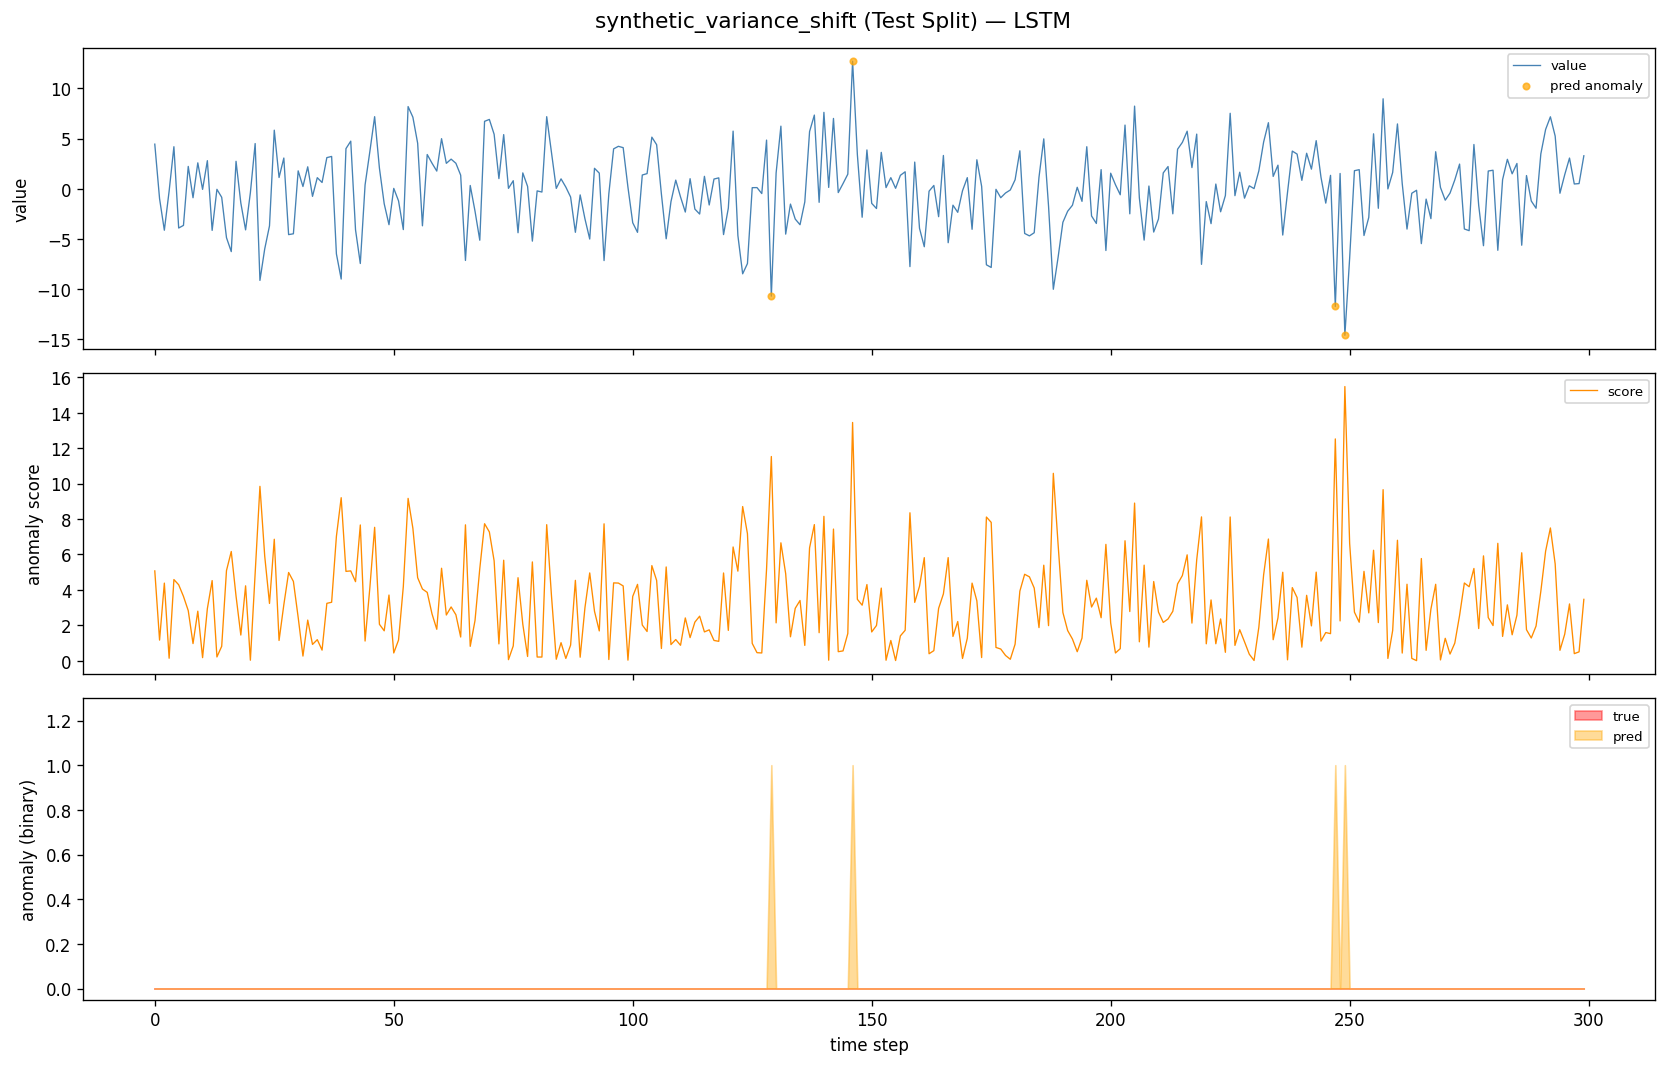 synthetic_variance_shift (Test Split) — LSTM
value
10
5
0
−5
−10
−15
value
pred anomaly
anomaly score
16
14
12
10
8
6
4
2
0
score
anomaly (binary)
1.2
1.0
0.8
0.6
0.4
0.2
0.0
true
pred
0
50
100
150
200
250
300
time step